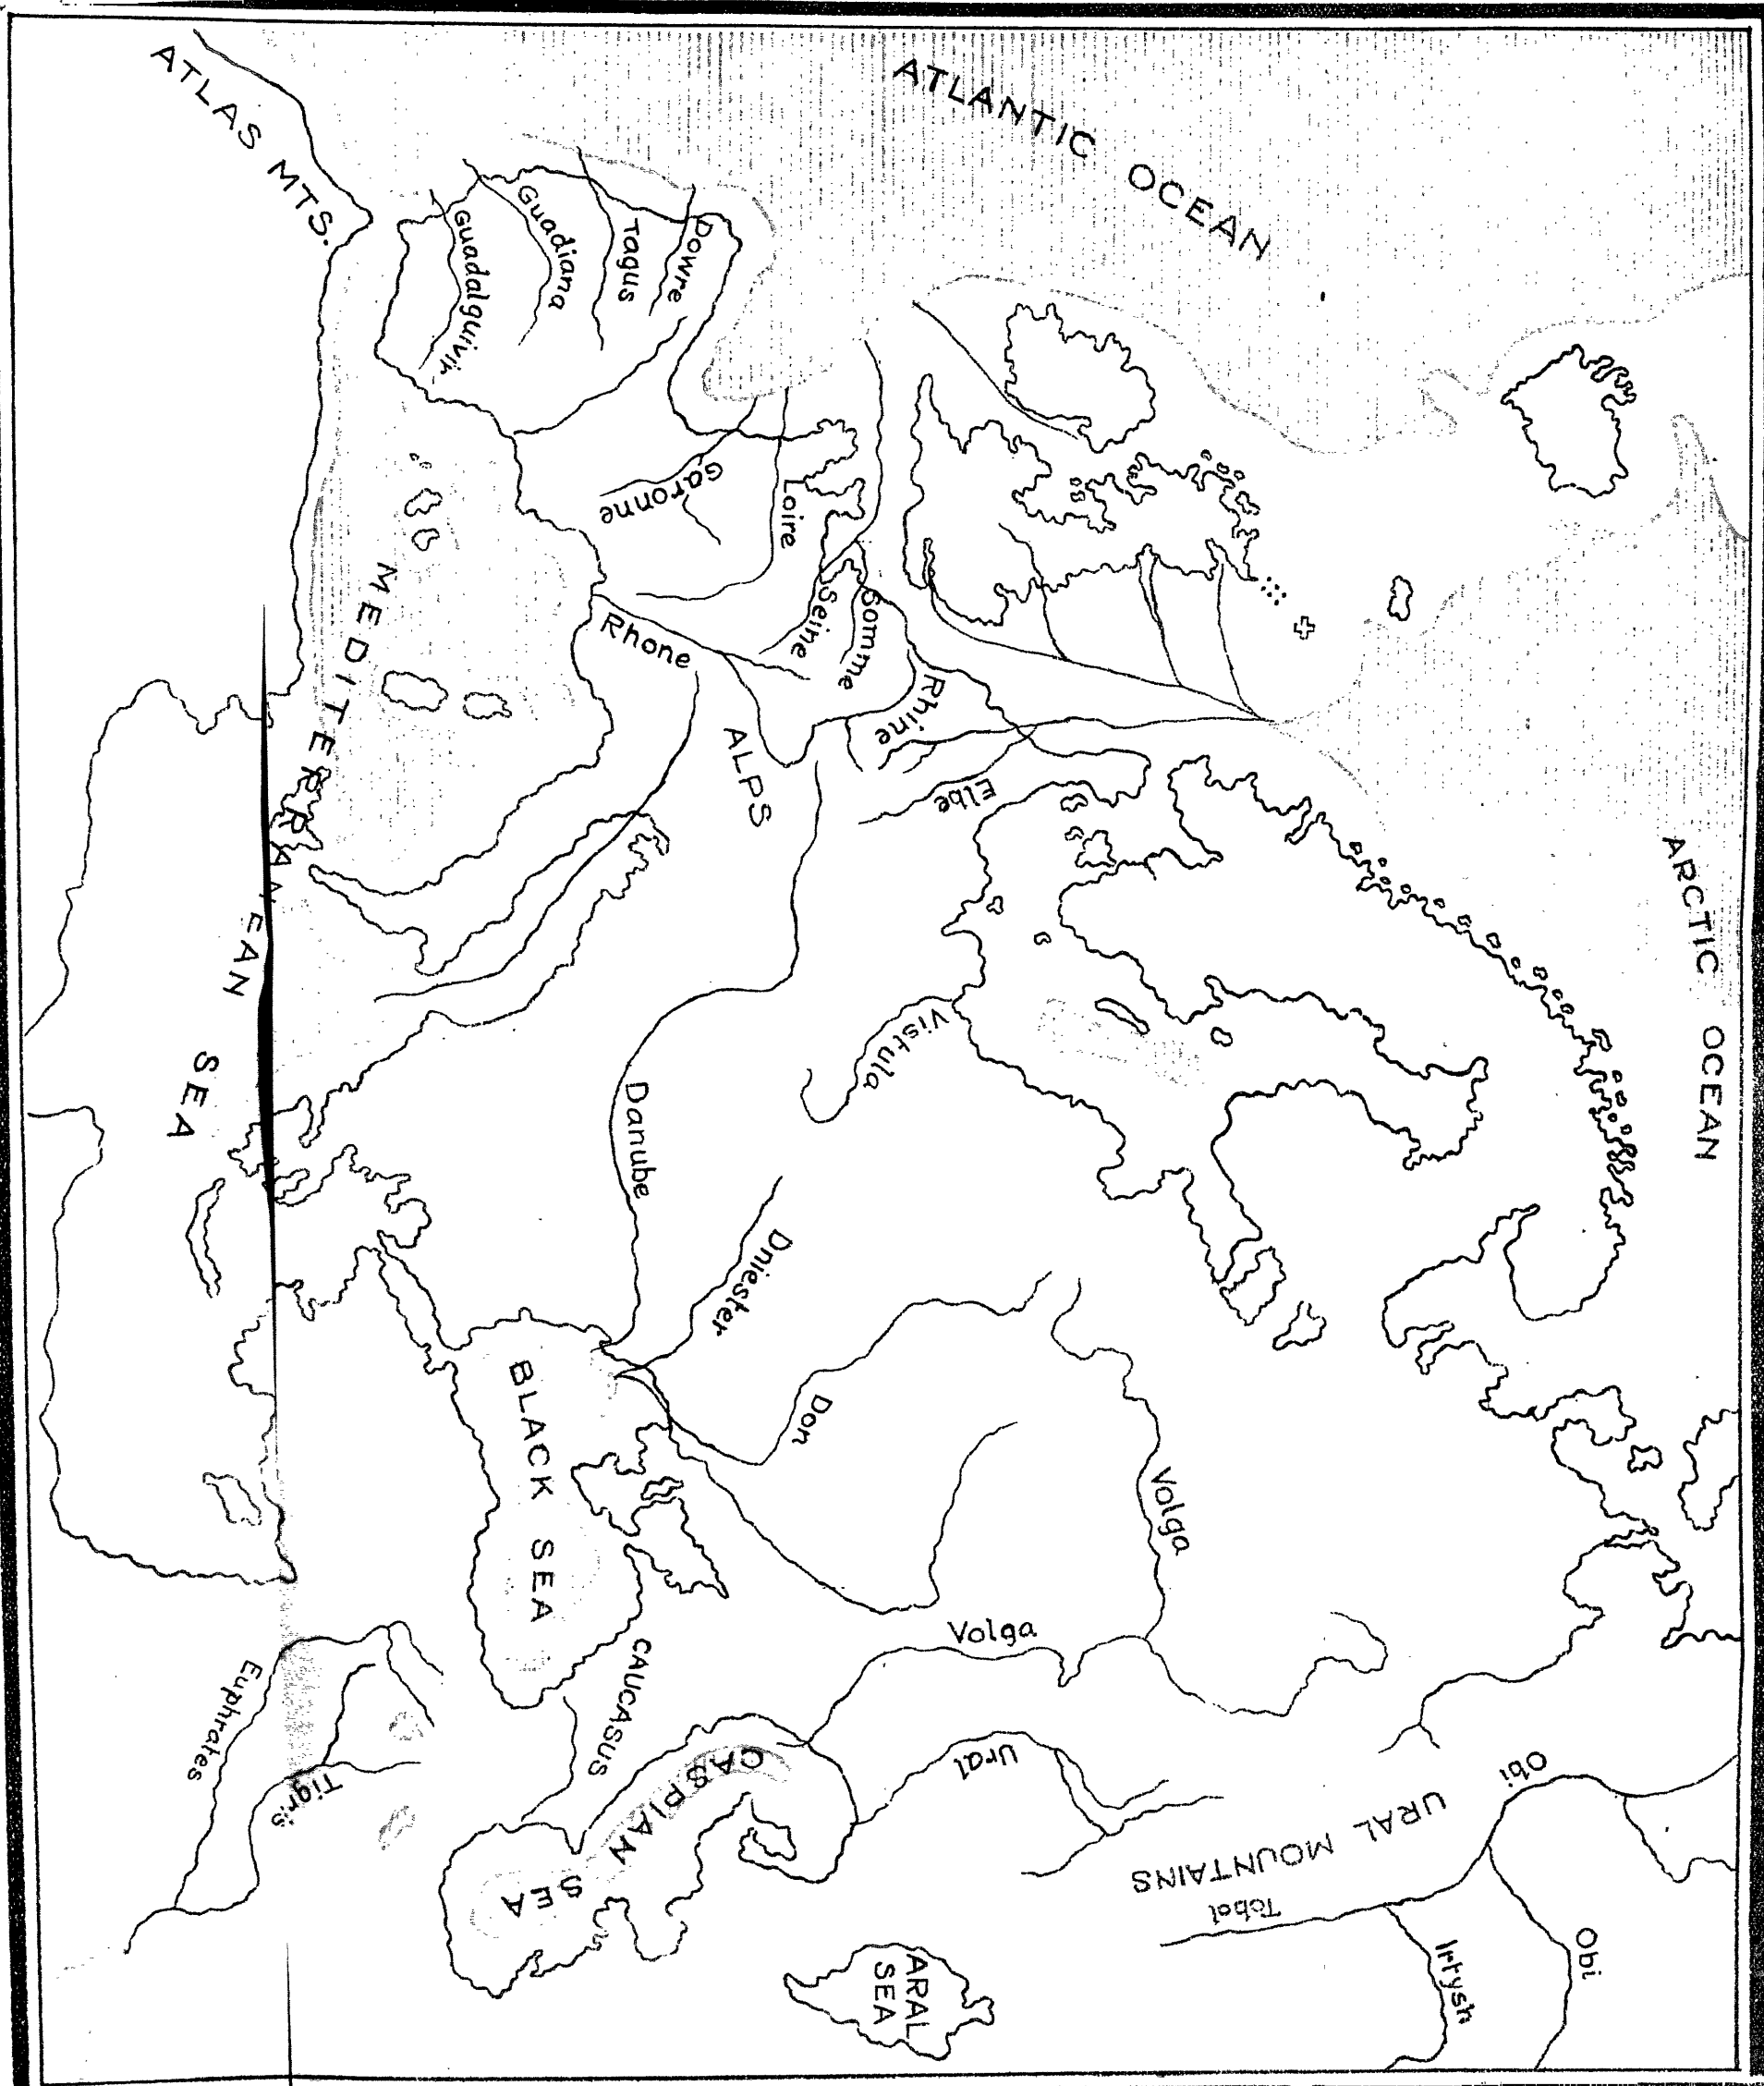 ATLANTIC OCEAN
ARCTIC OCEAN
ATLAS MTS.
Dowre
Tagus
Guadiana
Guadalguivir
Garonne
Loire
Seine
Somme
Rhone
Rhine
Elbe
ALPS
MEDITERRANEAN SEA
Vistula
Danube
Dniester
Don
Volga
Volga
BLACK SEA
CAUCASUS
CASPIAN SEA
Ural
URAL MOUNTAINS
Obi
Obi
Tobol
Irtysh
ARAL
SEA
Euphrates
Tigris